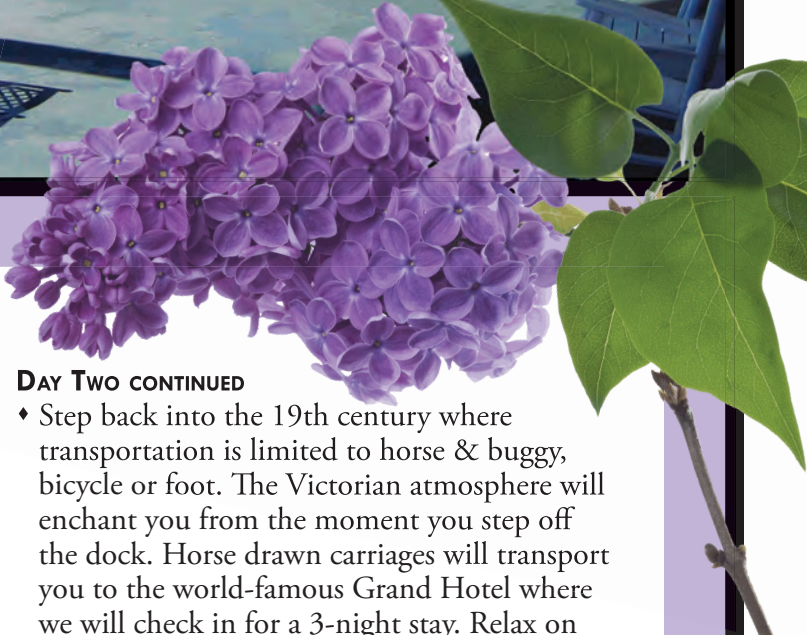 Day Two continued
♦ Step back into the 19th century where
transportation is limited to horse & buggy,
bicycle or foot. The Victorian atmosphere will
enchant you from the moment you step off
the dock. Horse drawn carriages will transport
you to the world-famous Grand Hotel where
we will check in for a 3-night stay. Relax on